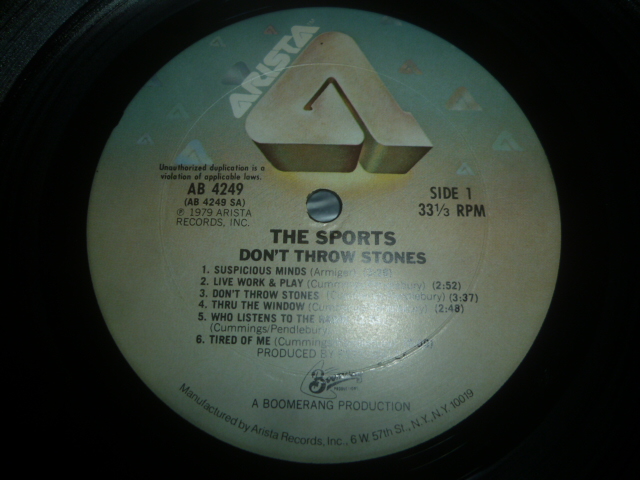 ARISTA
Unauthorized duplication is a
violation of applicable laws.
AB 4249
(AB 4249 SA)
℗ 1979 ARISTA
RECORDS, INC.
SIDE 1
33⅓ RPM
THE SPORTS
DON'T THROW STONES
1. SUSPICIOUS MINDS
2. LIVE WORK & PLAY (2:52)
3. DON'T THROW STONES (3:37)
4. THRU THE WINDOW (2:48)
5. WHO LISTENS TO THE
(Cummings/Pendlebury
6. TIRED OF ME
PRODUCED BY
A BOOMERANG PRODUCTION
Manufactured by Arista Records, Inc., 6 W 57th St., N.Y., N.Y. 10019